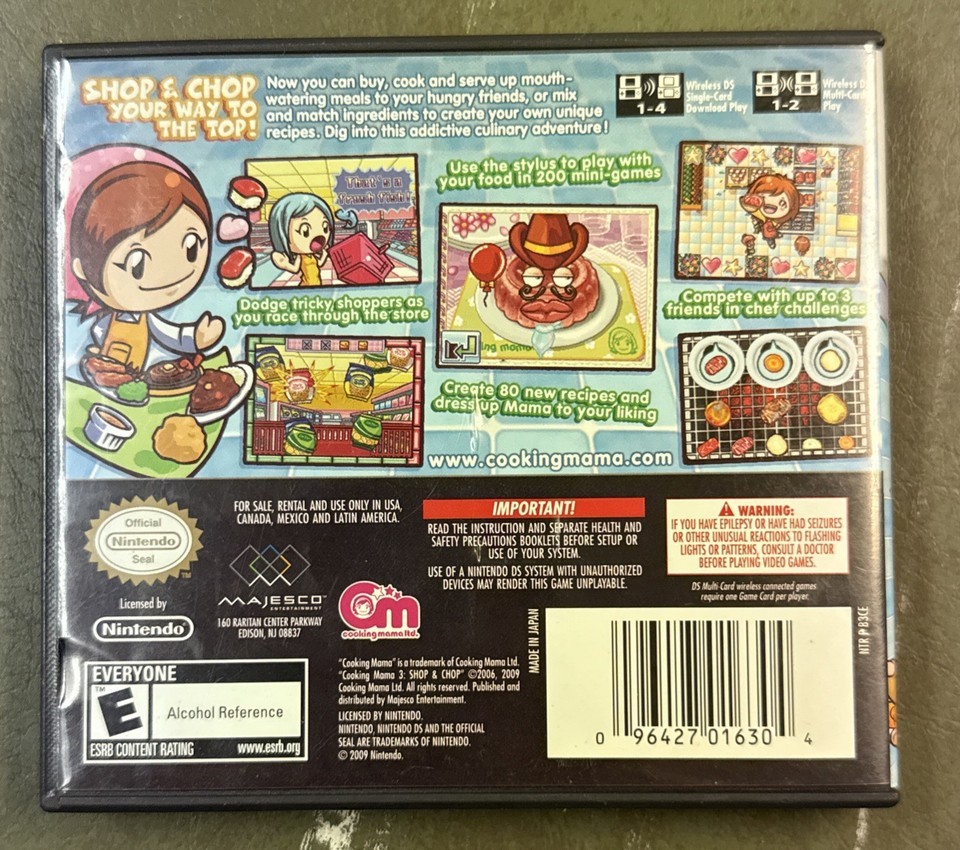 SHOP & CHOP
YOUR WAY TO
THE TOP!
Now you can buy, cook and serve up mouth-
watering meals to your hungry friends, or mix
and match ingredients to create your own unique
recipes. Dig into this addictive culinary adventure!
1-4
Wireless DS
Single-Card
Download Play
1-2
Wireless D
Multi-Card
Play
That's a
Use the stylus to play with
your food in 200 mini-games
Dodge tricky shoppers as
you race through the store
Compete with up to 3
friends in chef challenges
ing mama
Create 80 new recipes and
dress up Mama to your liking
www.cookingmama.com
Official
Nintendo
Seal
TM
FOR SALE, RENTAL AND USE ONLY IN USA,
CANADA, MEXICO AND LATIN AMERICA.
IMPORTANT!
READ THE INSTRUCTION AND SEPARATE HEALTH AND
SAFETY PRECAUTIONS BOOKLETS BEFORE SETUP OR
USE OF YOUR SYSTEM.
USE OF A NINTENDO DS SYSTEM WITH UNAUTHORIZED
DEVICES MAY RENDER THIS GAME UNPLAYABLE.
WARNING:
IF YOU HAVE EPILEPSY OR HAVE HAD SEIZURES
OR OTHER UNUSUAL REACTIONS TO FLASHING
LIGHTS OR PATTERNS, CONSULT A DOCTOR
BEFORE PLAYING VIDEO GAMES.
DS Multi-Card wireless connected games
require one Game Card per player.
Licensed by
Nintendo
MAJESCO
ENTERTAINMENT
160 RARITAN CENTER PARKWAY
EDISON, NJ 08837
cooking mama ltd.
MADE IN JAPAN
NTR P B3CE
EVERYONE
E
TM
Alcohol Reference
ESRB CONTENT RATING www.esrb.org
"Cooking Mama" is a trademark of Cooking Mama Ltd.
"Cooking Mama 3: SHOP & CHOP" ©2006, 2009
Cooking Mama Ltd. All rights reserved. Published and
distributed by Majesco Entertainment.
LICENSED BY NINTENDO.
NINTENDO, NINTENDO DS AND THE OFFICIAL
SEAL ARE TRADEMARKS OF NINTENDO.
© 2009 Nintendo.
0 96427 01630 4